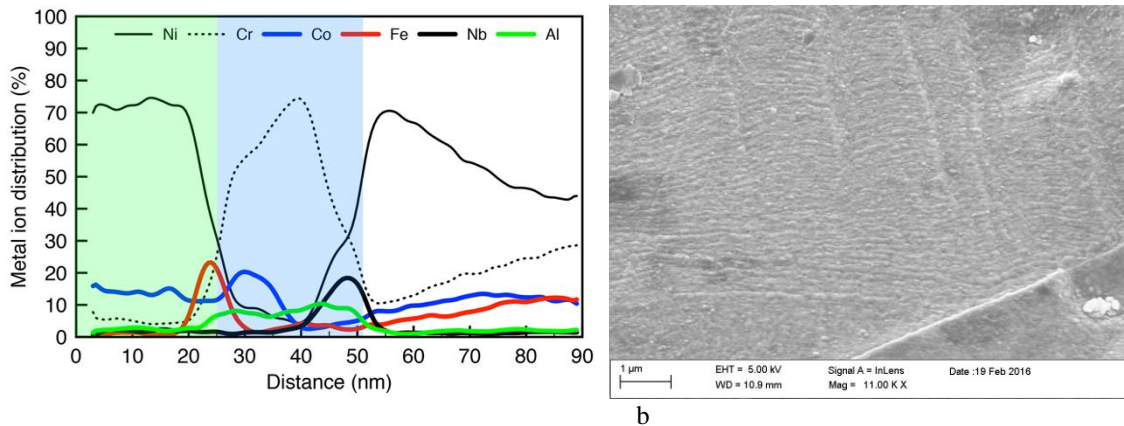 100
90
80
70
60
50
40
30
20
10
0
Metal ion distribution (%)
Ni Cr Co Fe Nb Al
0 10 20 30 40 50 60 70 80 90
Distance (nm)
1 µm
EHT = 5.00 kV Signal A = InLens Date :19 Feb 2016
WD = 10.9 mm Mag = 11.00 K X
b